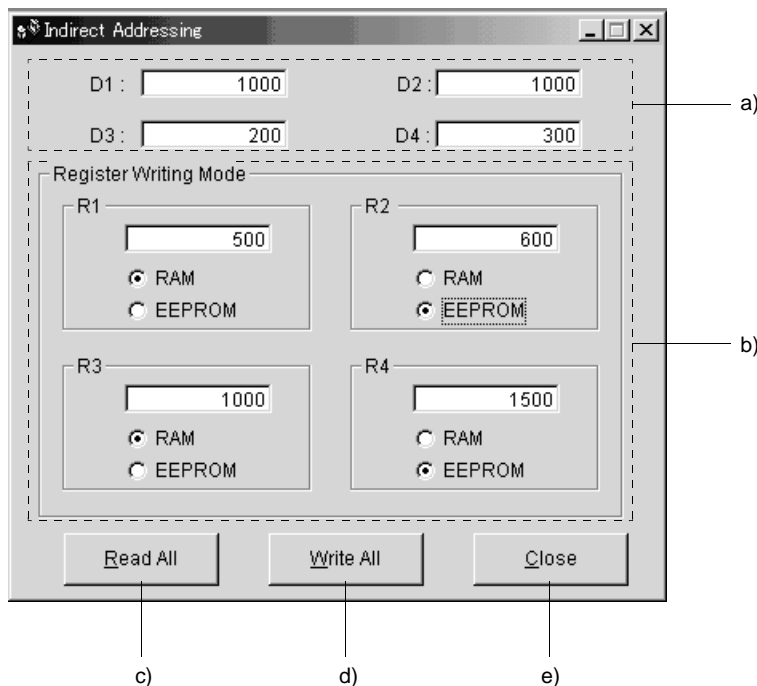 Indirect Addressing
D1 : 1000 D2 : 1000
a)
D3 : 200 D4 : 300
Register Writing Mode
R1 R2
500 600
RAM RAM
EEPROM EEPROM
b)
R3 R4
1000 1500
RAM RAM
EEPROM EEPROM
Read All Write All Close
c) d) e)